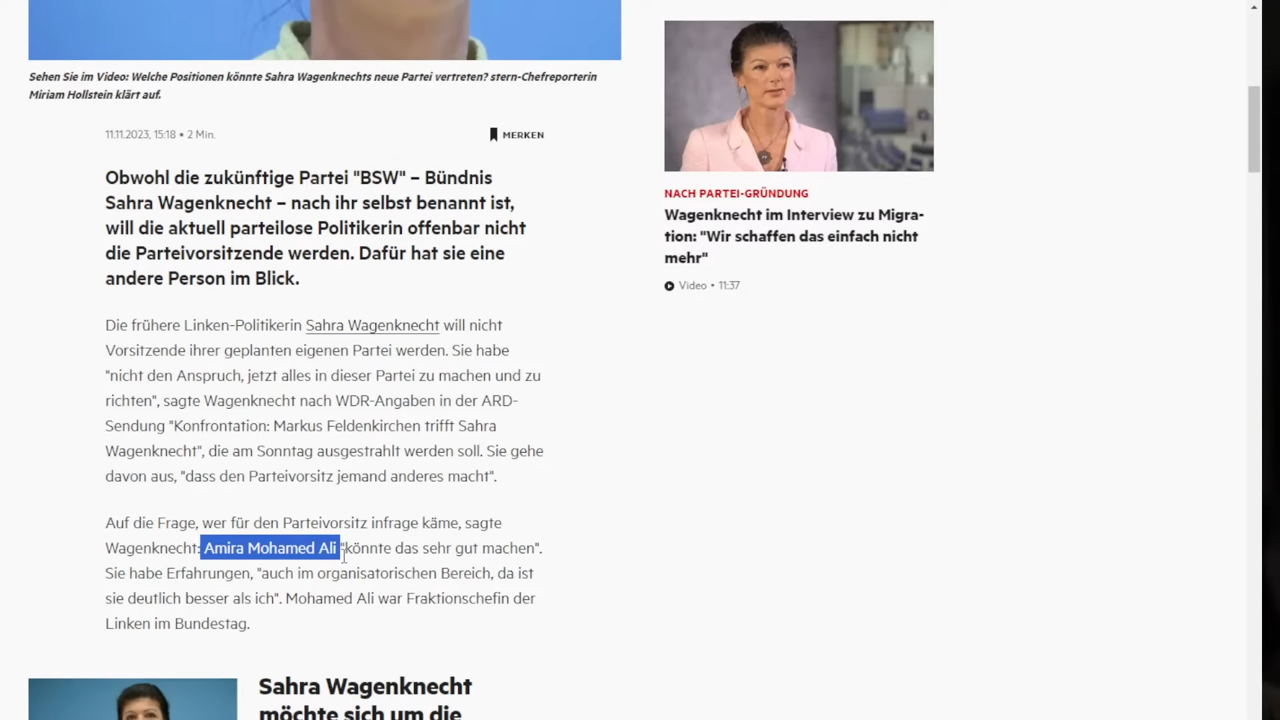 Sehen Sie im Video: Welche Positionen könnte Sahra Wagenknechts neue Partei vertreten? stern-Chefreporterin
Miriam Hollstein klärt auf.
11.11.2023, 15:18 • 2 Min.
MERKEN
Obwohl die zukünftige Partei "BSW" – Bündnis
Sahra Wagenknecht – nach ihr selbst benannt ist,
will die aktuell parteilose Politikerin offenbar nicht
die Parteivorsitzende werden. Dafür hat sie eine
andere Person im Blick.
Die frühere Linken-Politikerin Sahra Wagenknecht will nicht
Vorsitzende ihrer geplanten eigenen Partei werden. Sie habe
"nicht den Anspruch, jetzt alles in dieser Partei zu machen und zu
richten", sagte Wagenknecht nach WDR-Angaben in der ARD-
Sendung "Konfrontation: Markus Feldenkirchen trifft Sahra
Wagenknecht", die am Sonntag ausgestrahlt werden soll. Sie gehe
davon aus, "dass den Parteivorsitz jemand anderes macht".
Auf die Frage, wer für den Parteivorsitz infrage käme, sagte
Wagenknecht: Amira Mohamed Ali "könnte das sehr gut machen".
Sie habe Erfahrungen, "auch im organisatorischen Bereich, da ist
sie deutlich besser als ich". Mohamed Ali war Fraktionschefin der
Linken im Bundestag.
Sahra Wagenknecht
möchte sich um die
NACH PARTEI-GRÜNDUNG
Wagenknecht im Interview zu Migra-
tion: "Wir schaffen das einfach nicht
mehr"
Video • 11:37